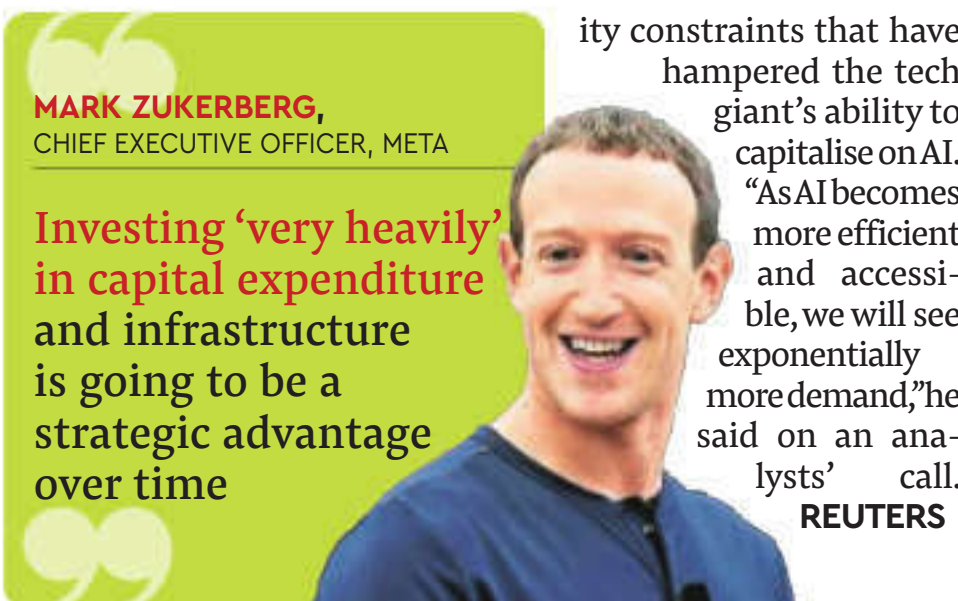 MARK ZUKERBERG,
CHIEF EXECUTIVE OFFICER, META
Investing ‘very heavily’
in capital expenditure
and infrastructure
is going to be a
strategic advantage
over time
ity constraints that have
hampered the tech
giant’s ability to
capitalise on AI.
“As AI becomes
more efficient
and accessi-
ble, we will see
exponentially
more demand,”he
said on an ana-
lysts’ call.
REUTERS